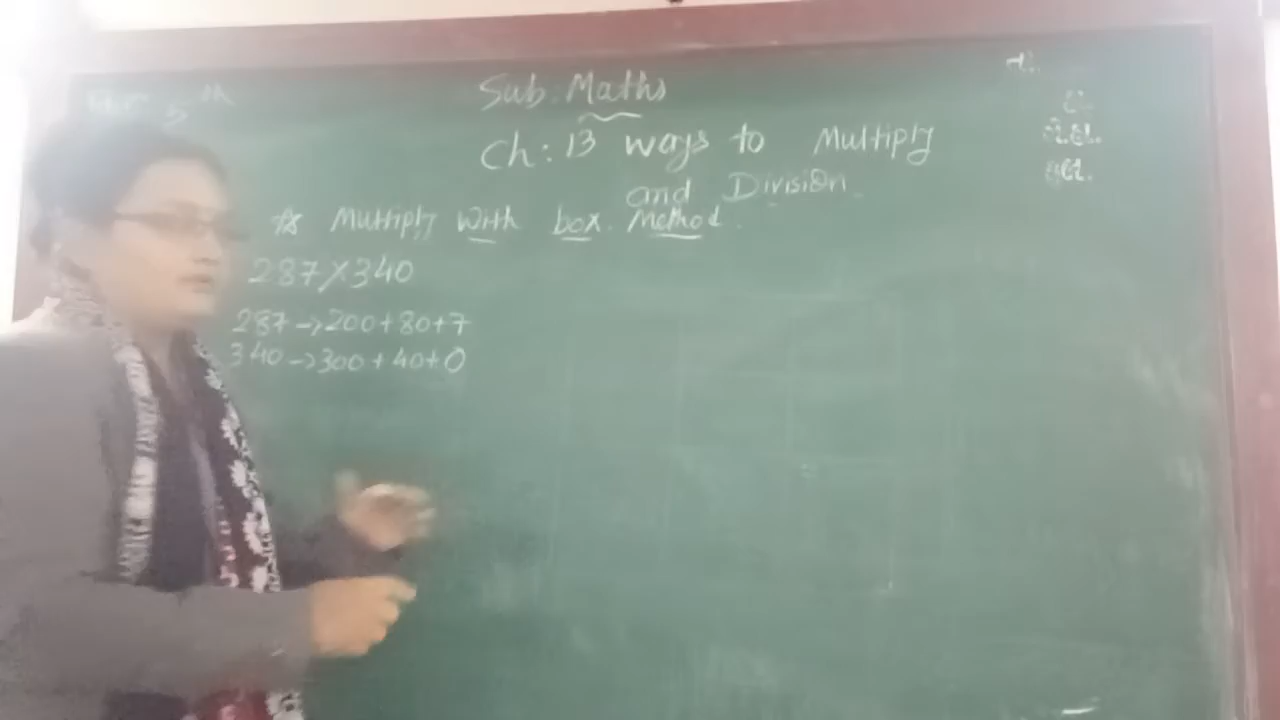 Sub: Maths
Ch: 13 ways to Multiply
and Division
☆ Multiply with box Method.
287 × 340
287 → 200 + 80 + 7
340 → 300 + 40 + 0